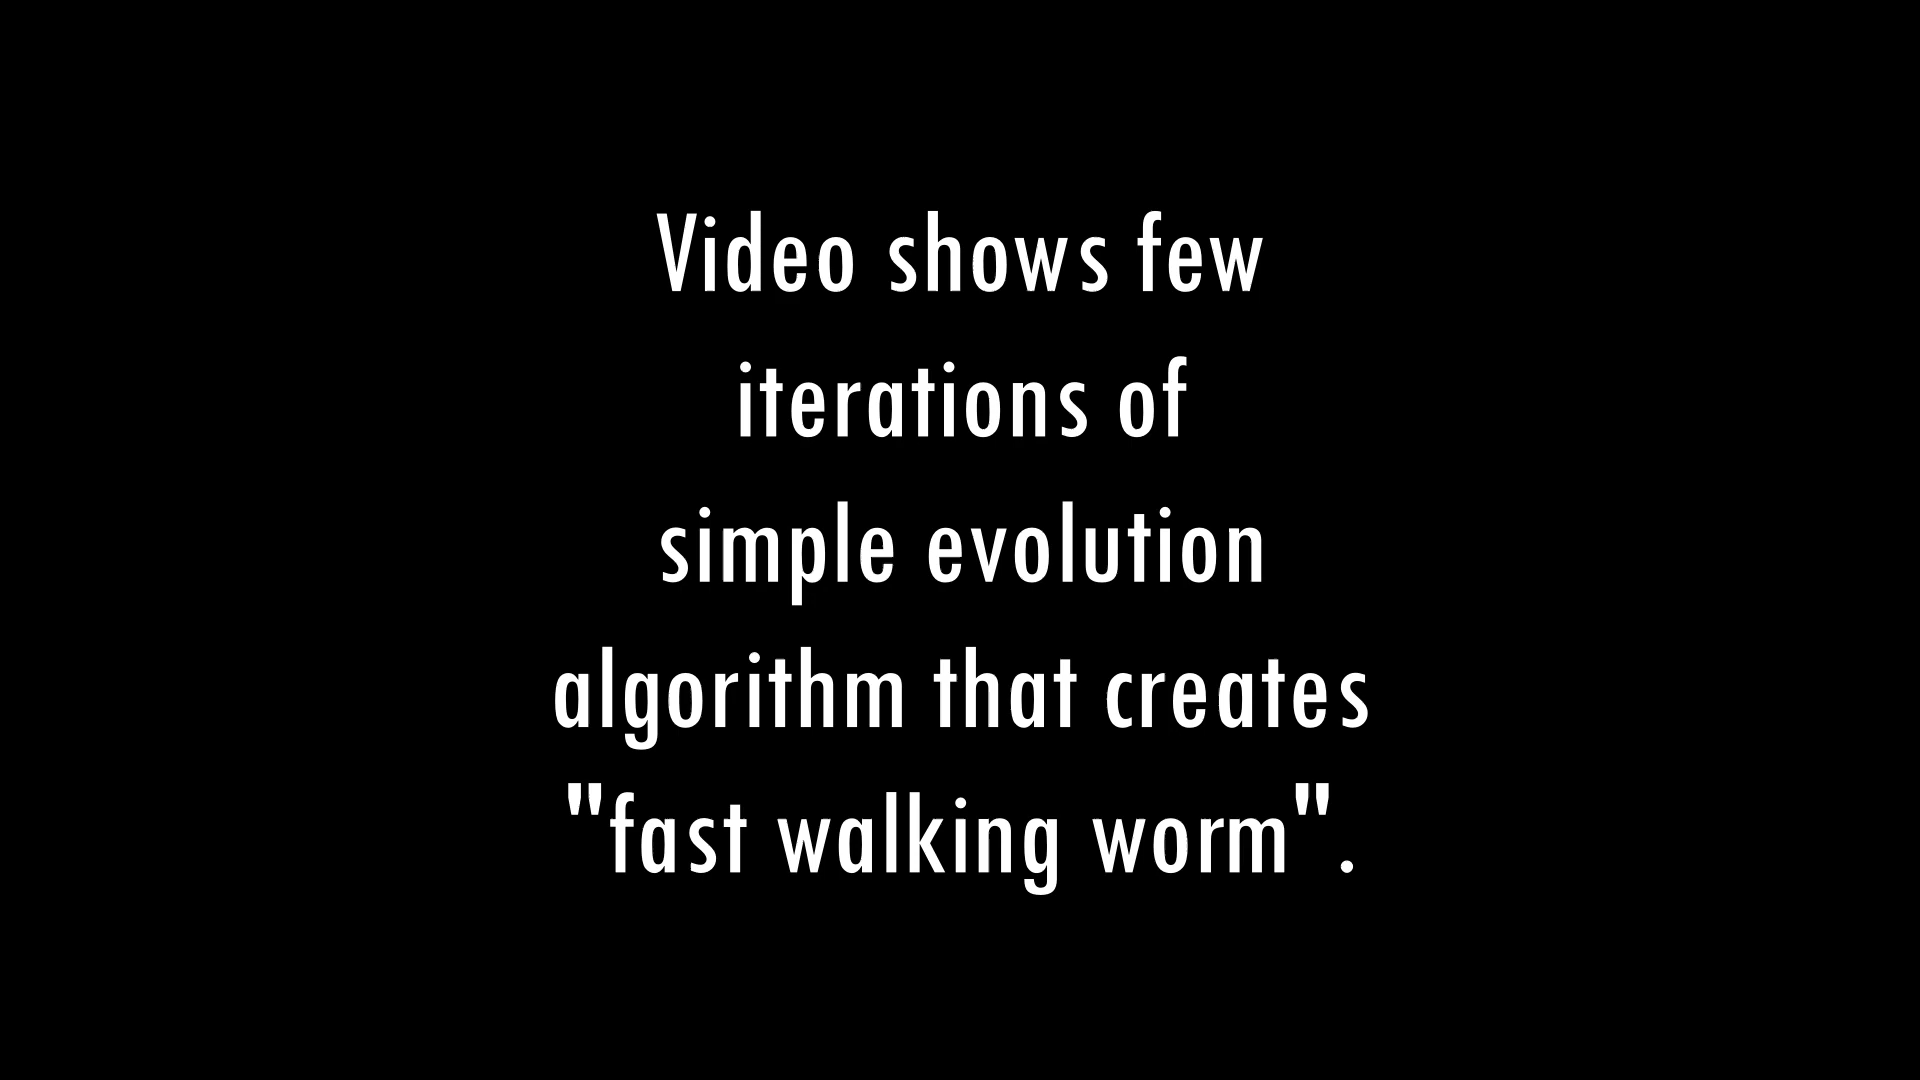 Video shows few
iterations of
simple evolution
algorithm that creates
"fast walking worm".